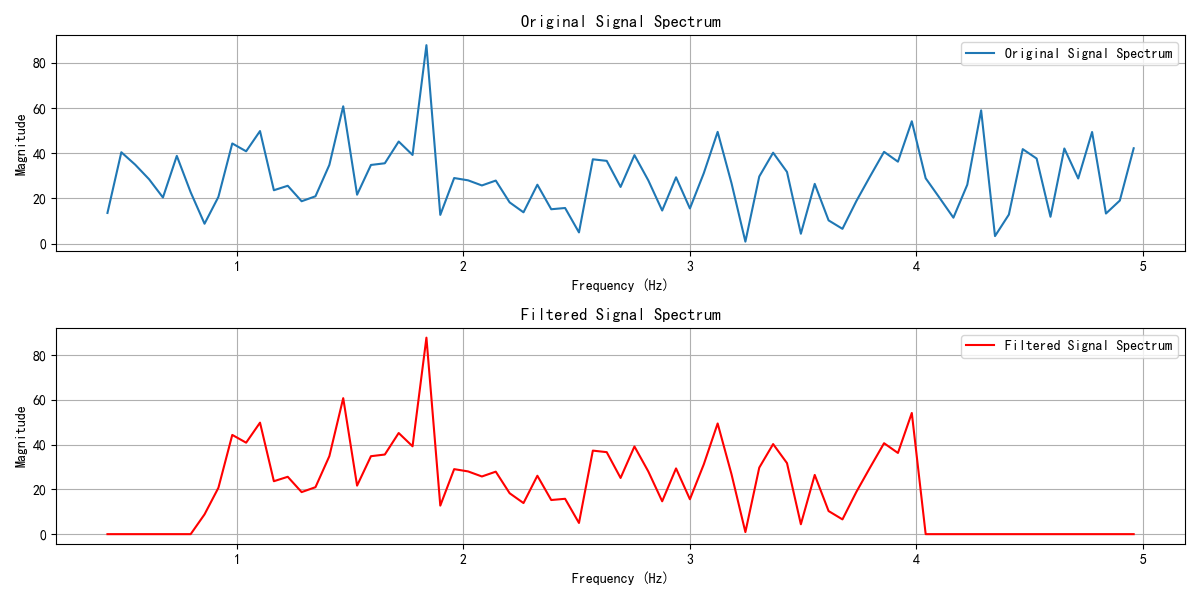 Original Signal Spectrum
Original Signal Spectrum
Magnitude
80
60
40
20
0
1 2 3 4 5
Frequency (Hz)
Filtered Signal Spectrum
Filtered Signal Spectrum
Magnitude
80
60
40
20
0
1 2 3 4 5
Frequency (Hz)